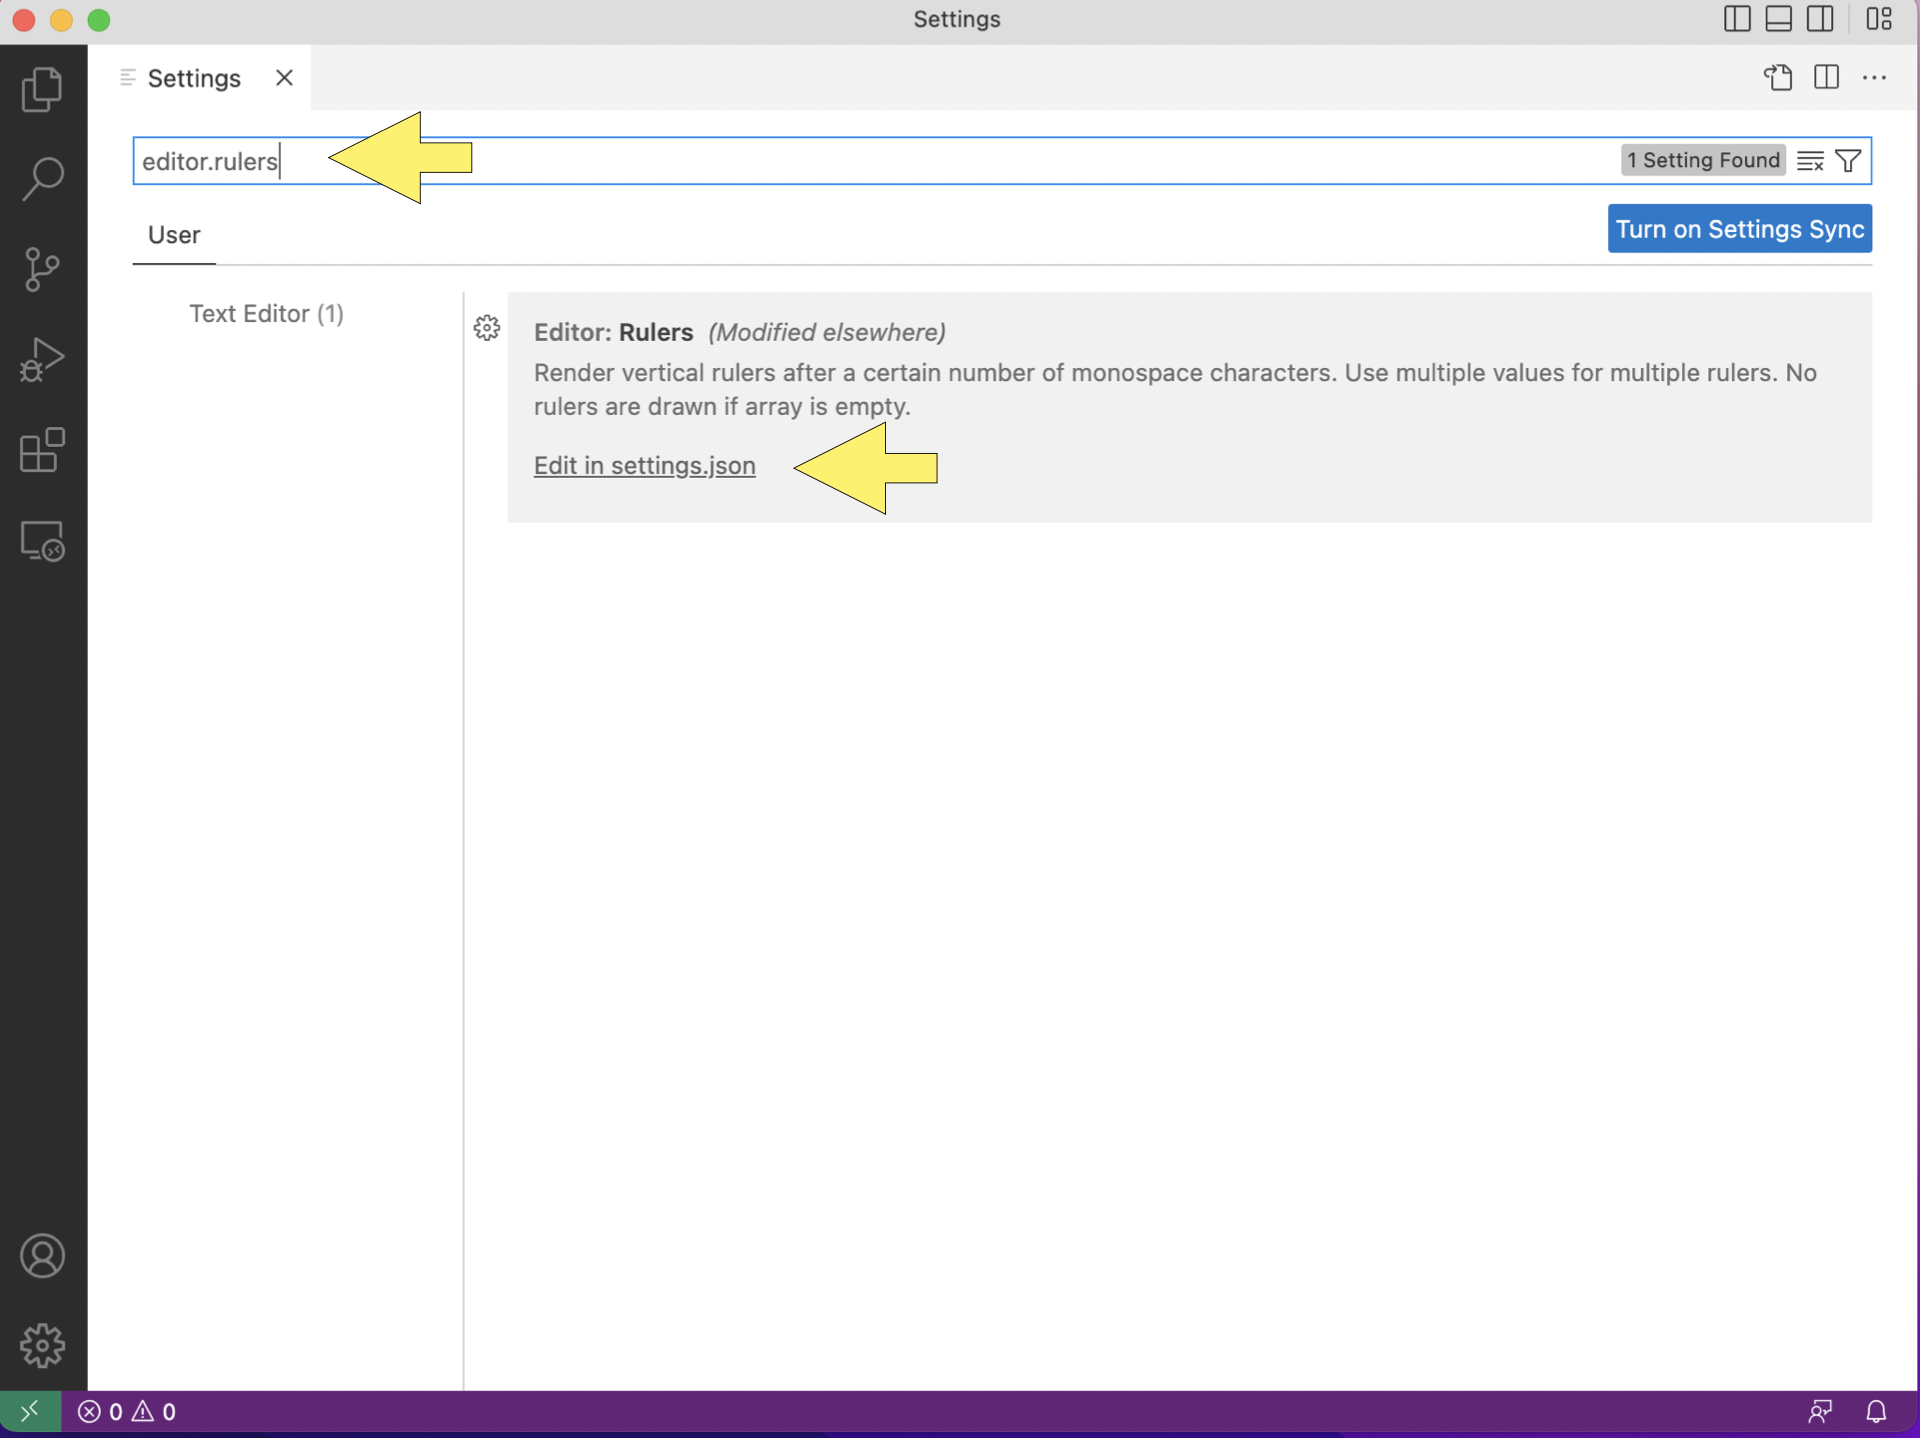 Settings
Settings
editor.rulers
1 Setting Found
User
Turn on Settings Sync
Text Editor (1)
Editor: Rulers (Modified elsewhere)
Render vertical rulers after a certain number of monospace characters. Use multiple values for multiple rulers. No
rulers are drawn if array is empty.
Edit in settings.json
0 0